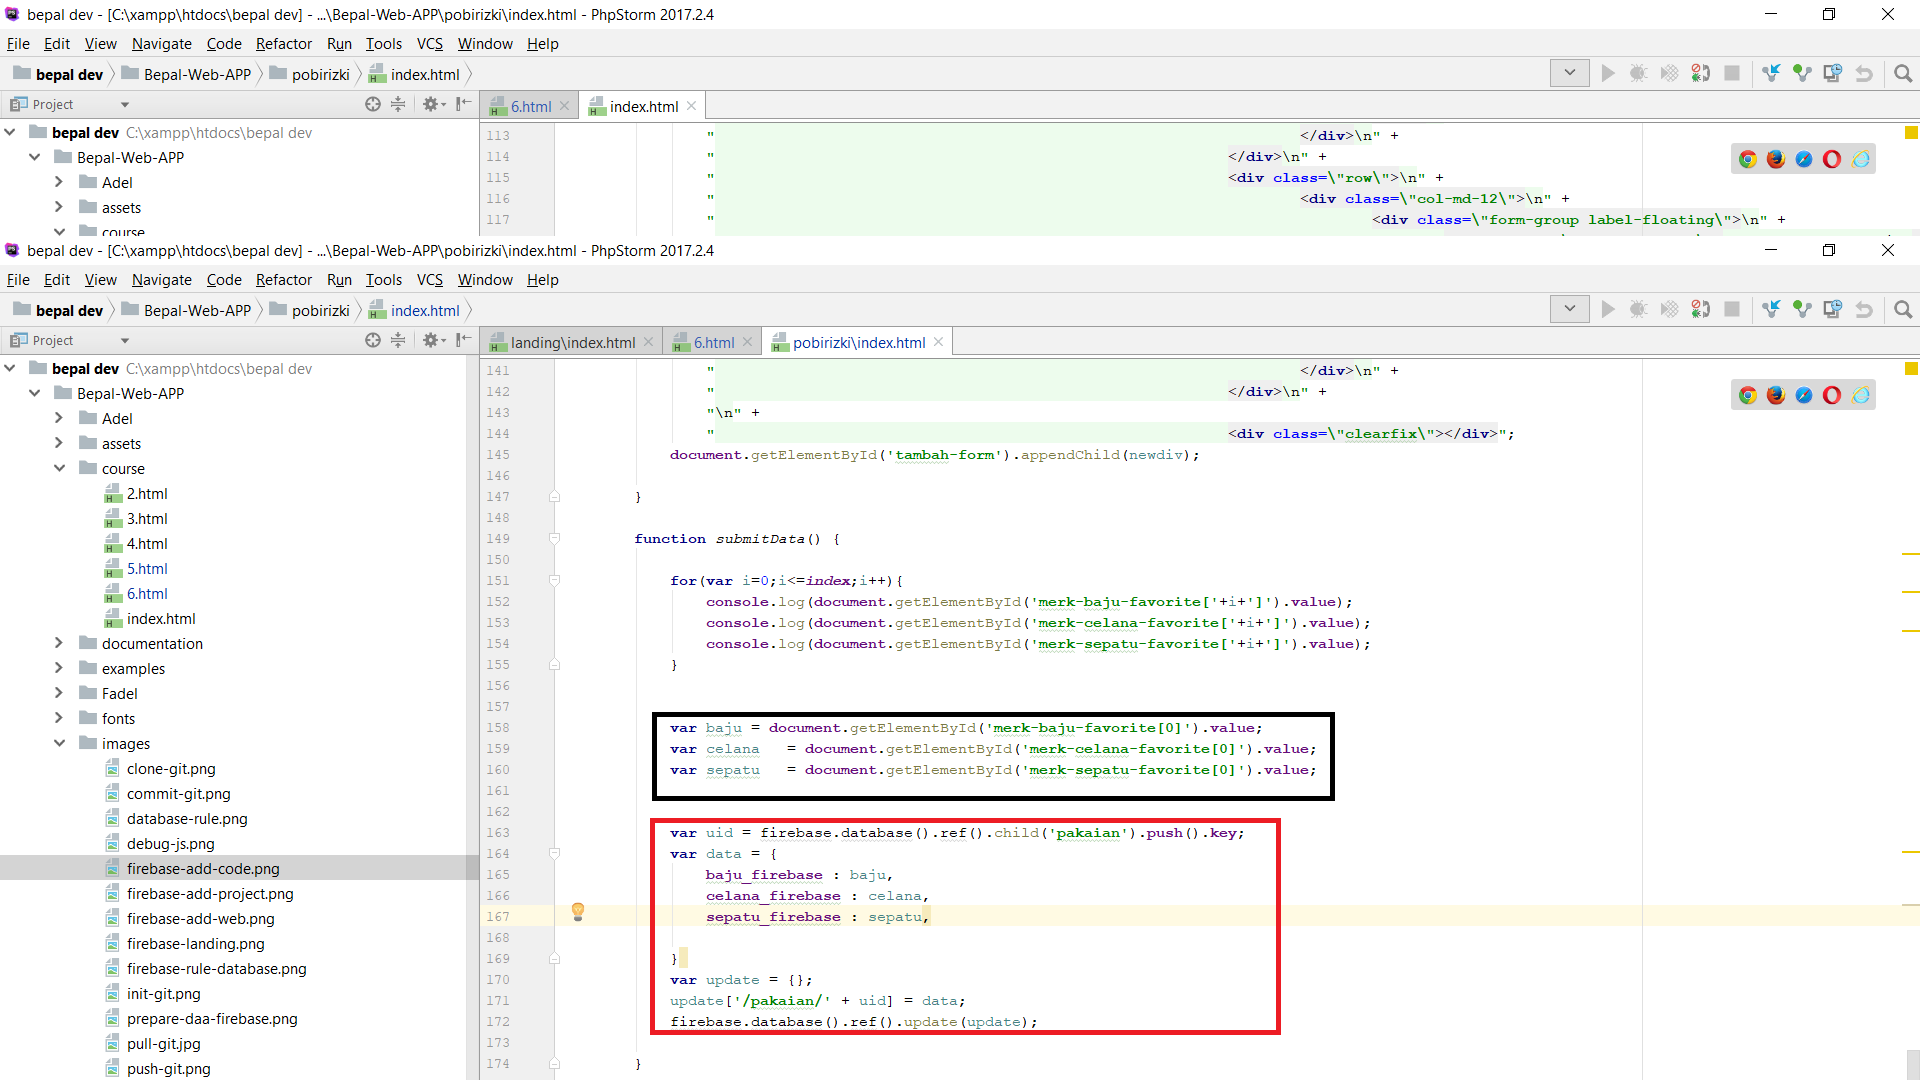 bepal dev - [C:\xampp\htdocs\bepal dev] - ...\Bepal-Web-APP\pobirizki\index.html - PhpStorm 2017.2.4
File Edit View Navigate Code Refactor Run Tools VCS Window Help
bepal dev Bepal-Web-APP pobirizki index.html
Project
6.html index.html
bepal dev C:\xampp\htdocs\bepal dev
Bepal-Web-APP
Adel
assets
course
113 " </div>\n" +
114 " </div>\n" +
115 " <div class=\"row\">\n" +
116 " <div class=\"col-md-12\">\n" +
117 " <div class=\"form-group label-floating\">\n" +
bepal dev - [C:\xampp\htdocs\bepal dev] - ...\Bepal-Web-APP\pobirizki\index.html - PhpStorm 2017.2.4
File Edit View Navigate Code Refactor Run Tools VCS Window Help
bepal dev Bepal-Web-APP pobirizki index.html
Project
landing\index.html 6.html pobirizki\index.html
bepal dev C:\xampp\htdocs\bepal dev
Bepal-Web-APP
Adel
assets
course
2.html
3.html
4.html
5.html
6.html
index.html
documentation
examples
Fadel
fonts
images
clone-git.png
commit-git.png
database-rule.png
debug-js.png
firebase-add-code.png
firebase-add-project.png
firebase-add-web.png
firebase-landing.png
firebase-rule-database.png
init-git.png
prepare-daa-firebase.png
pull-git.jpg
push-git.png
141 " </div>\n" +
142 " </div>\n" +
143 "\n" +
144 " <div class=\"clearfix\"></div>";
145 document.getElementById('tambah-form').appendChild(newdiv);
146
147 }
148
149 function submitData() {
150
151 for(var i=0;i<=index;i++){
152 console.log(document.getElementById('merk-baju-favorite['+i+']').value);
153 console.log(document.getElementById('merk-celana-favorite['+i+']').value);
154 console.log(document.getElementById('merk-sepatu-favorite['+i+']').value);
155 }
156
157
158 var baju = document.getElementById('merk-baju-favorite[0]').value;
159 var celana = document.getElementById('merk-celana-favorite[0]').value;
160 var sepatu = document.getElementById('merk-sepatu-favorite[0]').value;
161
162
163 var uid = firebase.database().ref().child('pakaian').push().key;
164 var data = {
165 baju_firebase : baju,
166 celana_firebase : celana,
167 sepatu_firebase : sepatu,
168
169 }
170 var update = {};
171 update['/pakaian/' + uid] = data;
172 firebase.database().ref().update(update);
173
174 }